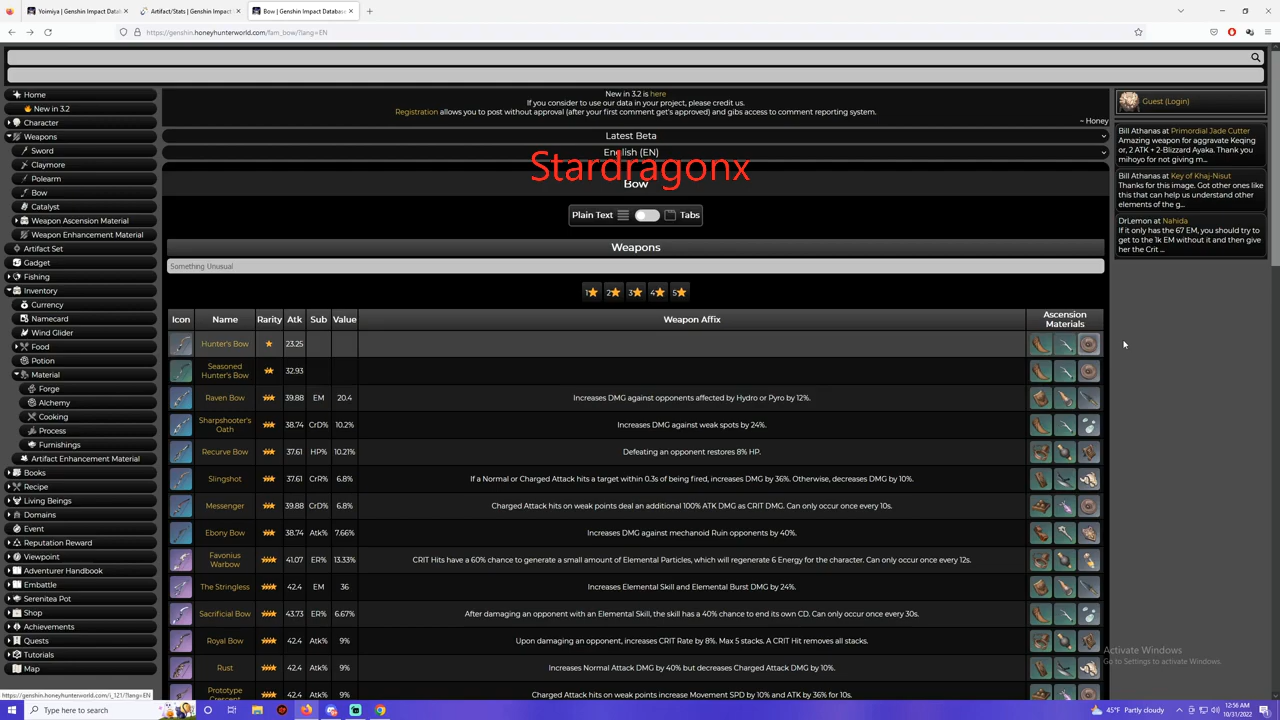 Yoimiya | Genshin Impact Datab
Artifact/Stats | Genshin Impact
Bow | Genshin Impact Database
https://genshin.honeyhunterworld.com/fam_bow/?lang=EN
Home
New in 3.2
Character
Weapons
Sword
Claymore
Polearm
Bow
Catalyst
Weapon Ascension Material
Weapon Enhancement Material
Artifact Set
Gadget
Fishing
Inventory
Currency
Namecard
Wind Glider
Food
Potion
Material
Forge
Alchemy
Cooking
Process
Furnishings
Artifact Enhancement Material
Books
Recipe
Living Beings
Domains
Event
Reputation Reward
Viewpoint
Adventurer Handbook
Embattle
Serenitea Pot
Shop
Achievements
Quests
Tutorials
Map
New in 3.2 is here
If you consider to use our data in your project, please credit us.
Registration allows you to post without approval (after your first comment get's approved) and gibs access to comment reporting system.
~ Honey
Latest Beta
English (EN)
Stardragonx
Bow
Plain Text Tabs
Weapons
Something Unusual
1 2 3 4 5
Icon Name Rarity Atk Sub Value Weapon Affix Ascension Materials
Hunter's Bow 23.25
Seasoned Hunter's Bow 32.93
Raven Bow 39.88 EM 20.4 Increases DMG against opponents affected by Hydro or Pyro by 12%.
Sharpshooter's Oath 38.74 CrD% 10.2% Increases DMG against weak spots by 24%.
Recurve Bow 37.61 HP% 10.21% Defeating an opponent restores 8% HP.
Slingshot 37.61 CrR% 6.8% If a Normal or Charged Attack hits a target within 0.3s of being fired, increases DMG by 36%. Otherwise, decreases DMG by 10%.
Messenger 39.88 CrD% 6.8% Charged Attack hits on weak points deal an additional 100% ATK DMG as CRIT DMG. Can only occur once every 10s.
Ebony Bow 38.74 Atk% 7.66% Increases DMG against mechanoid Ruin opponents by 40%.
Favonius Warbow 41.07 ER% 13.33% CRIT Hits have a 60% chance to generate a small amount of Elemental Particles, which will regenerate 6 Energy for the character. Can only occur once every 12s.
The Stringless 42.4 EM 36 Increases Elemental Skill and Elemental Burst DMG by 24%.
Sacrificial Bow 43.73 ER% 6.67% After damaging an opponent with an Elemental Skill, the skill has a 40% chance to end its own CD. Can only occur once every 30s.
Royal Bow 42.4 Atk% 9% Upon damaging an opponent, increases CRIT Rate by 8%. Max 5 stacks. A CRIT Hit removes all stacks.
Rust 42.4 Atk% 9% Increases Normal Attack DMG by 40% but decreases Charged Attack DMG by 10%.
Prototype Crescent 42.4 Atk% 9% Charged Attack hits on weak points increase Movement SPD by 10% and ATK by 36% for 10s.
Guest (Login)
Bill Athanas at Primordial Jade Cutter
Amazing weapon for aggravate Keqing
or, 2 ATK + 2-Blizzard Ayaka. Thank you
mihoyo for not giving m...
Bill Athanas at Key of Khaj-Nisut
Thanks for this image. Got other ones like
this that can help us understand other
elements of the g...
DrLemon at Nahida
If it only has the 67 EM, you should try to
get to the 1k EM without it and then give
her the Crit ...
Activate Windows
Go to Settings to activate Windows.
https://genshin.honeyhunterworld.com/i_121/?lang=EN
Type here to search
45°F Partly cloudy
12:56 AM
10/31/2022